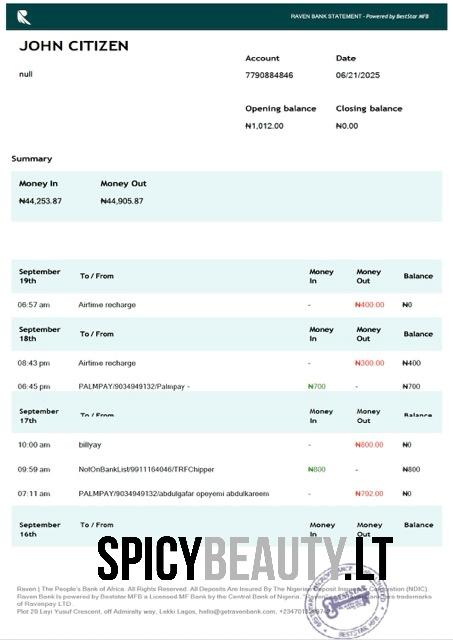 RAVEN BANK STATEMENT - Powered by BestStar MFB
JOHN CITIZEN
null
Account Date
7790884846 06/21/2025
Opening balance Closing balance
₦1,012.00 ₦0.00
Summary
Money In Money Out
₦44,253.87 ₦44,905.87
September 19th To / From Money In Money Out Balance
06:57 am Airtime recharge - ₦400.00 ₦0
September 18th To / From Money In Money Out Balance
08:43 pm Airtime recharge - ₦300.00 ₦400
06:45 pm PALMPAY/9034949132/Palmpay - ₦700 - ₦700
September 17th To / From Money In Money Out Balance
10:00 am billyay - ₦800.00 ₦0
09:59 am NotOnBankList/9911164046/TRFChipper ₦800 - ₦800
07:11 am PALMPAY/9034949132/abdulgafar opeyemi abdulkareem - ₦792.00 ₦0
September 16th To / From Money In Money Out Balance
SPICYBEAUTY.LT
Raven | The People's Bank of Africa. All Rights Reserved. All Deposits Are Insured By The Nigerian Deposit Insurance Corporation (NDIC)
Raven Bank Is powered by Beststar MFB a Licensed MF Bank by the Central Bank of Nigeria. trademarks
of Ravenpay LTD.
Plot 20 Layi Yusuf Crescent, off Admiralty way, Lekki Lagos, hello@getravenbank.com,
BESTSTAR MFB